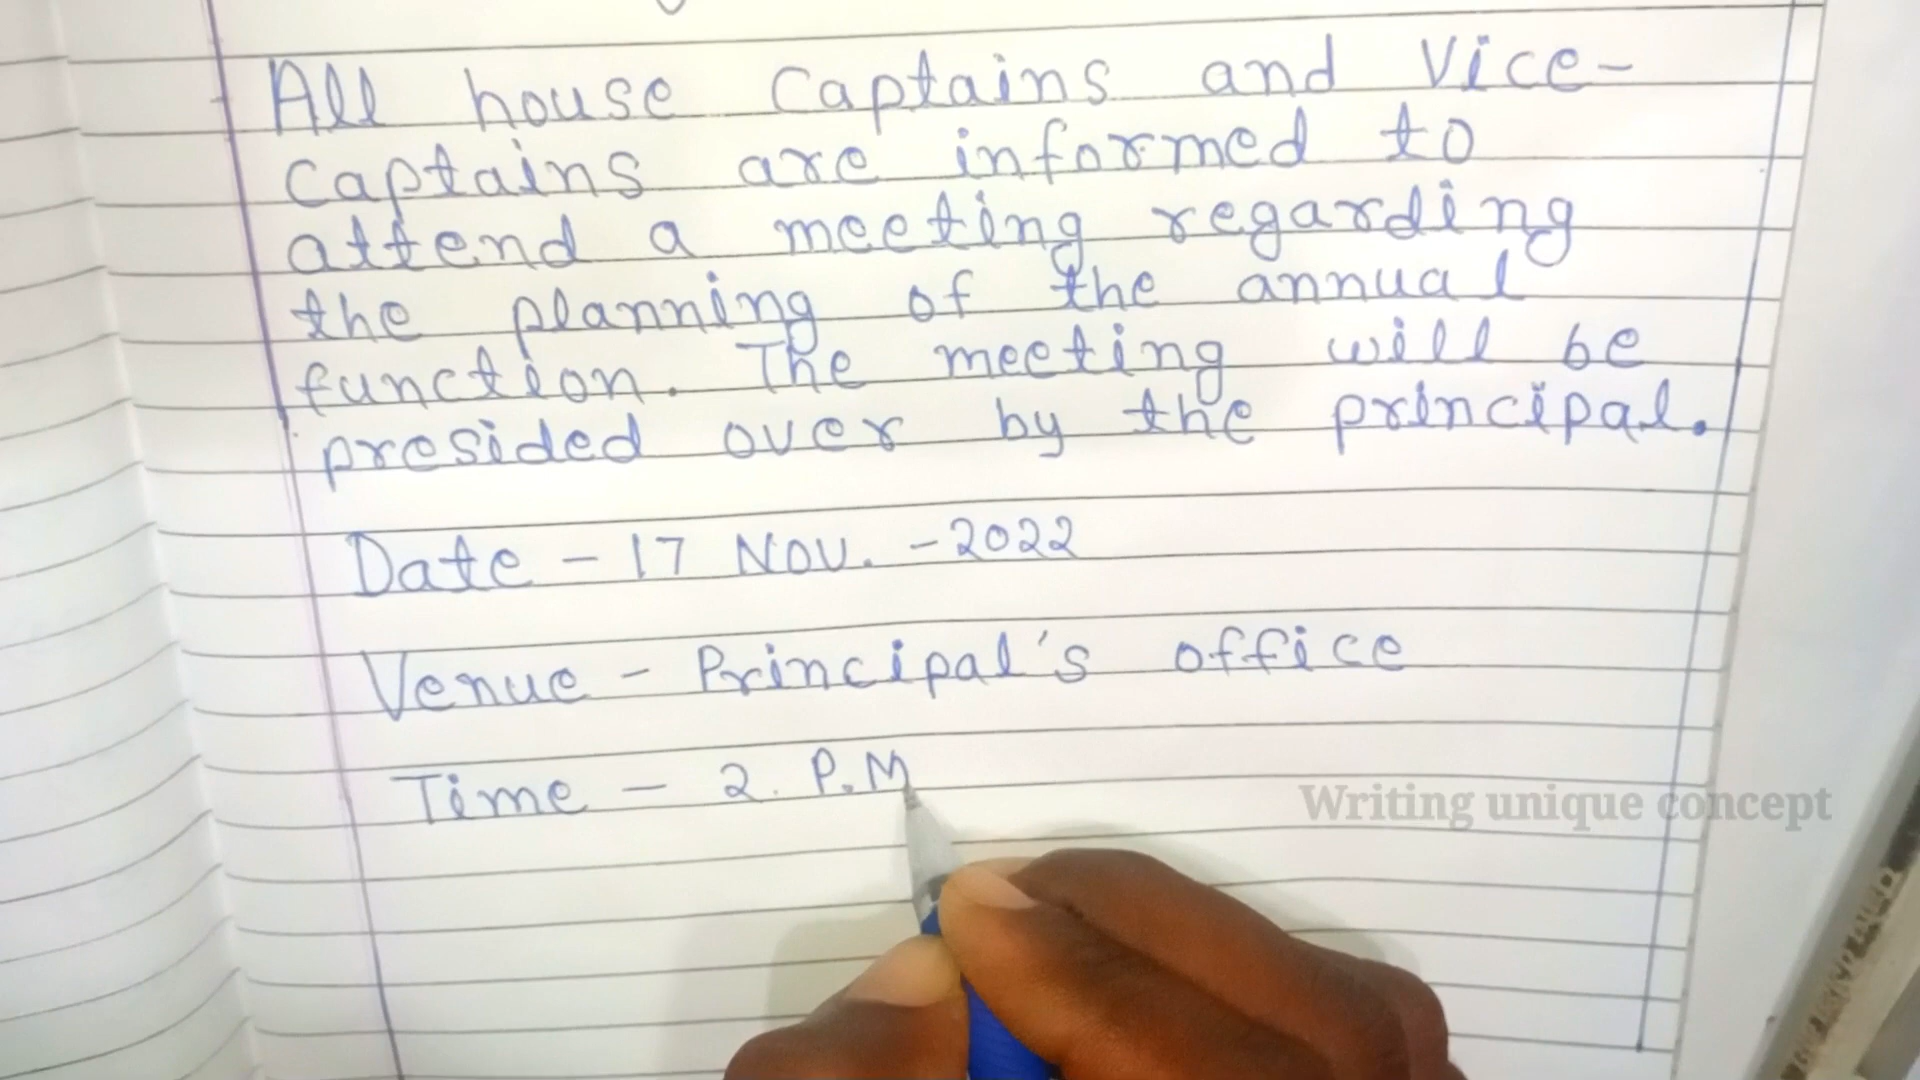 All house Captains and Vice-
Captains are informed to
attend a meeting regarding
the planning of the annual
function. The meeting will be
presided over by the principal.
Date - 17 Nov. - 2022
Venue - Principal's office
Time - 2. P.M
Writing unique concept